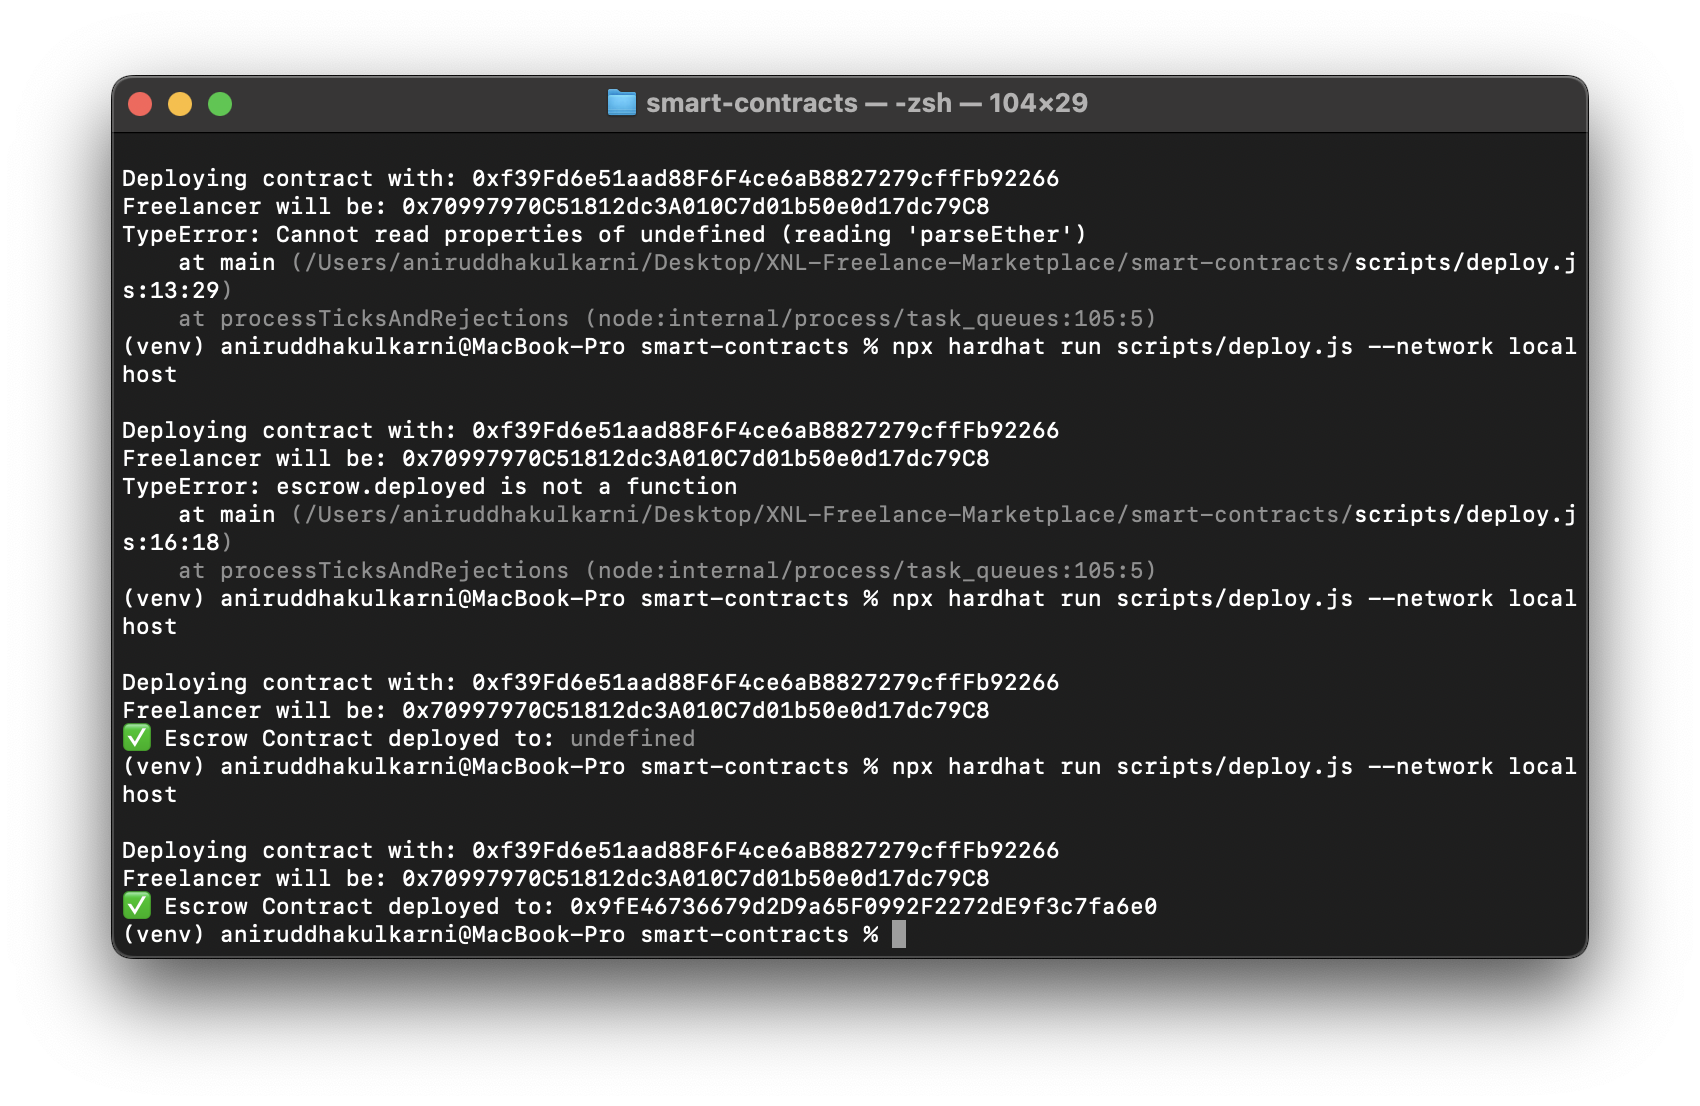 smart-contracts — -zsh — 104×29
Deploying contract with: 0xf39Fd6e51aad88F6F4ce6aB8827279cffFb92266
Freelancer will be: 0x70997970C51812dc3A010C7d01b50e0d17dc79C8
TypeError: Cannot read properties of undefined (reading 'parseEther')
    at main (/Users/aniruddhakulkarni/Desktop/XNL-Freelance-Marketplace/smart-contracts/scripts/deploy.j
s:13:29)
    at processTicksAndRejections (node:internal/process/task_queues:105:5)
(venv) aniruddhakulkarni@MacBook-Pro smart-contracts % npx hardhat run scripts/deploy.js --network local
host
Deploying contract with: 0xf39Fd6e51aad88F6F4ce6aB8827279cffFb92266
Freelancer will be: 0x70997970C51812dc3A010C7d01b50e0d17dc79C8
TypeError: escrow.deployed is not a function
    at main (/Users/aniruddhakulkarni/Desktop/XNL-Freelance-Marketplace/smart-contracts/scripts/deploy.j
s:16:18)
    at processTicksAndRejections (node:internal/process/task_queues:105:5)
(venv) aniruddhakulkarni@MacBook-Pro smart-contracts % npx hardhat run scripts/deploy.js --network local
host
Deploying contract with: 0xf39Fd6e51aad88F6F4ce6aB8827279cffFb92266
Freelancer will be: 0x70997970C51812dc3A010C7d01b50e0d17dc79C8
✅ Escrow Contract deployed to: undefined
(venv) aniruddhakulkarni@MacBook-Pro smart-contracts % npx hardhat run scripts/deploy.js --network local
host
Deploying contract with: 0xf39Fd6e51aad88F6F4ce6aB8827279cffFb92266
Freelancer will be: 0x70997970C51812dc3A010C7d01b50e0d17dc79C8
✅ Escrow Contract deployed to: 0x9fE46736679d2D9a65F0992F2272dE9f3c7fa6e0
(venv) aniruddhakulkarni@MacBook-Pro smart-contracts %